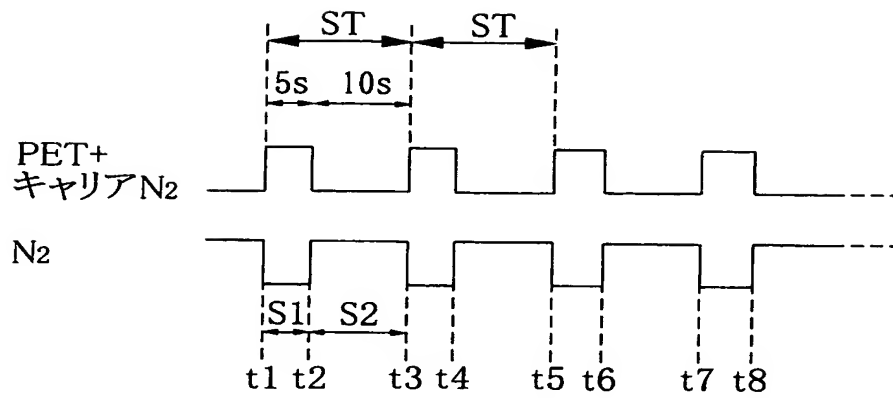 ST ST
5s 10s
PET+
キャリアN2
N2
S1 S2
t1 t2 t3 t4 t5 t6 t7 t8